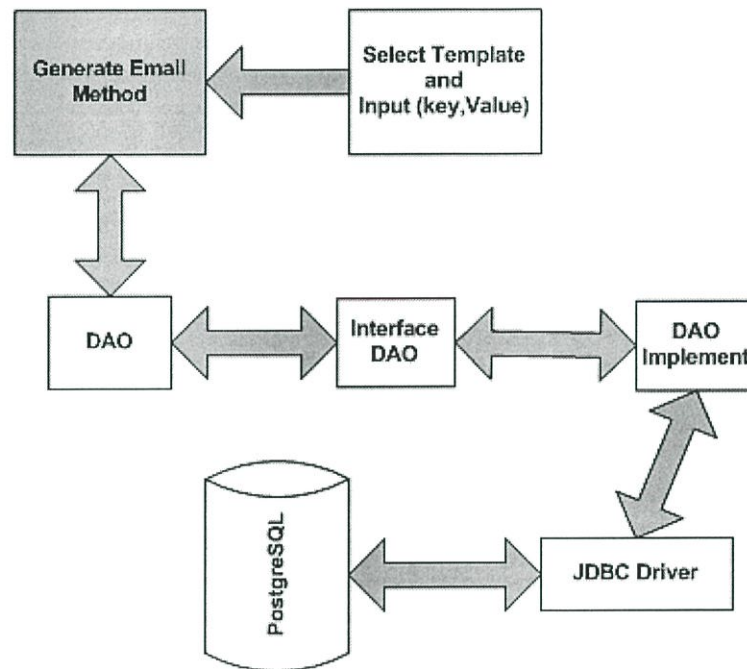 Generate Email
Method
Select Template
and
Input (key,Value)
DAO
Interface
DAO
DAO
Implement
PostgreSQL
JDBC Driver